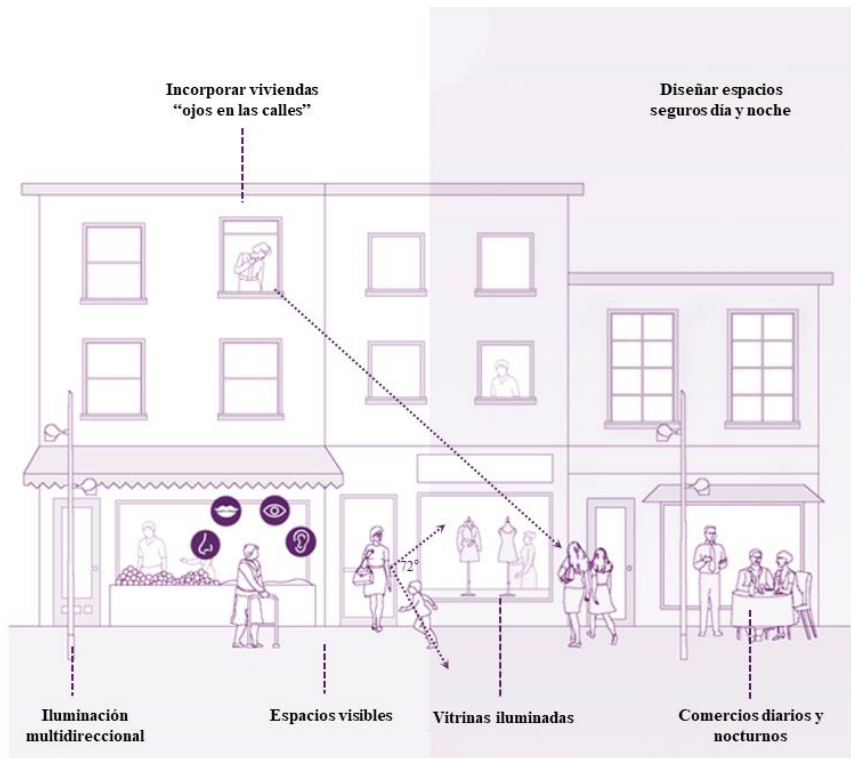 Incorporar viviendas
“ojos en las calles”
Diseñar espacios
seguros día y noche
72°
Iluminación
multidireccional
Espacios visibles
Vitrinas iluminadas
Comercios diarios y
nocturnos